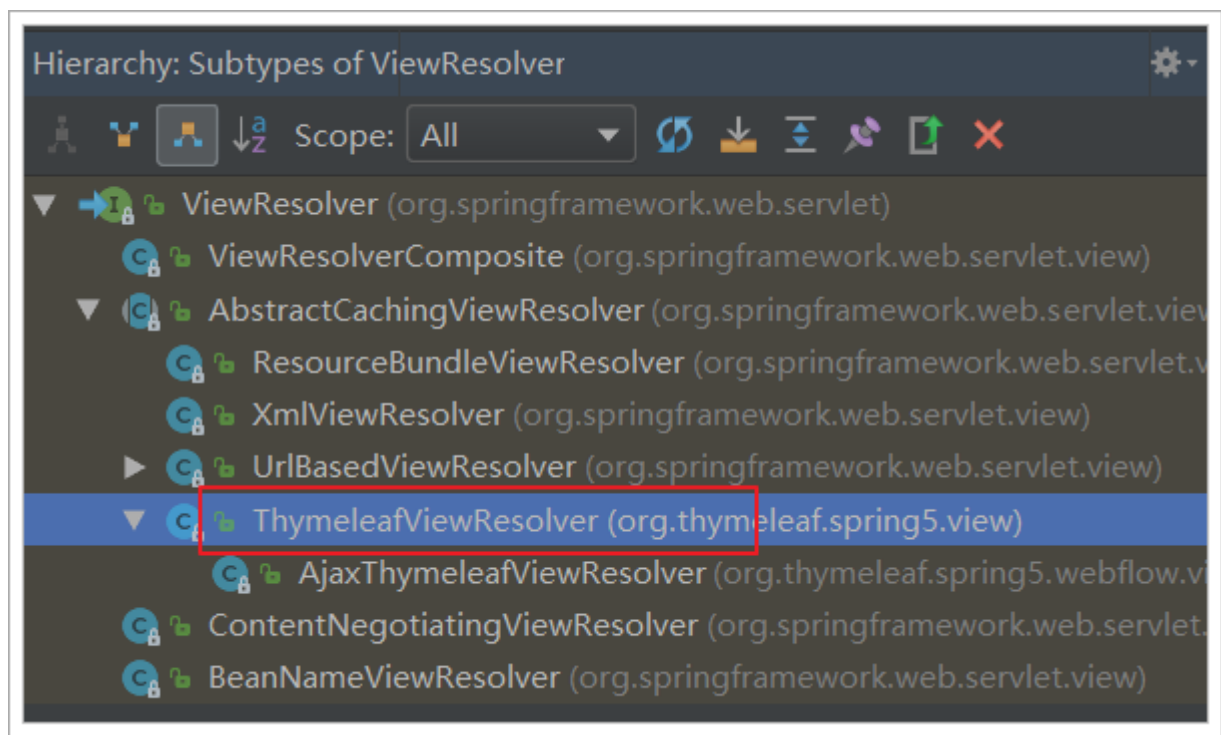 Hierarchy: Subtypes of ViewResolver
Scope: All
ViewResolver (org.springframework.web.servlet)
ViewResolverComposite (org.springframework.web.servlet.view)
AbstractCachingViewResolver (org.springframework.web.servlet.view
ResourceBundleViewResolver (org.springframework.web.servlet.v
XmlViewResolver (org.springframework.web.servlet.view)
UrlBasedViewResolver (org.springframework.web.servlet.view)
ThymeleafViewResolver (org.thymeleaf.spring5.view)
AjaxThymeleafViewResolver (org.thymeleaf.spring5.webflow.vi
ContentNegotiatingViewResolver (org.springframework.web.servlet.
BeanNameViewResolver (org.springframework.web.servlet.view)